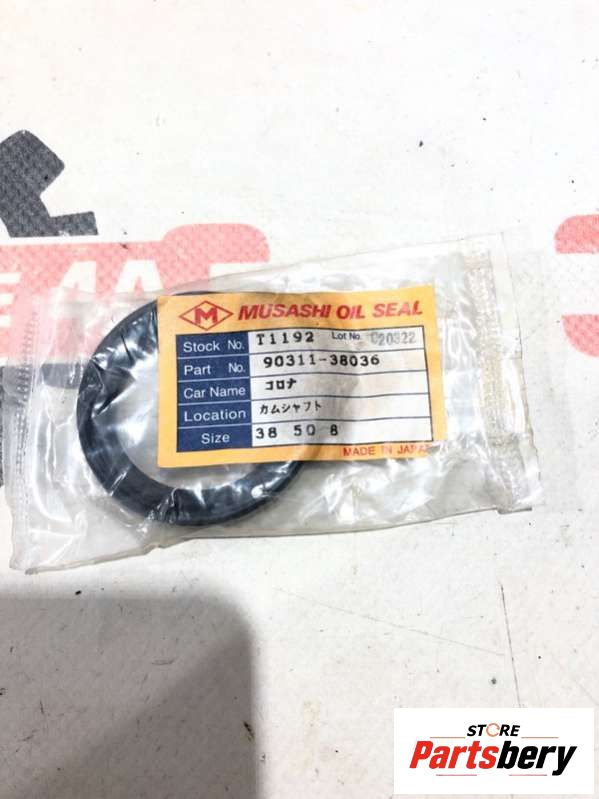 M MUSASHI OIL SEAL
Stock No. T1192 Lot No. C20322
Part No. 90311-38036
Car Name コロナ
Location カムシャフト
Size 38 50 8
MADE IN JAPAN
STORE
Partsbery